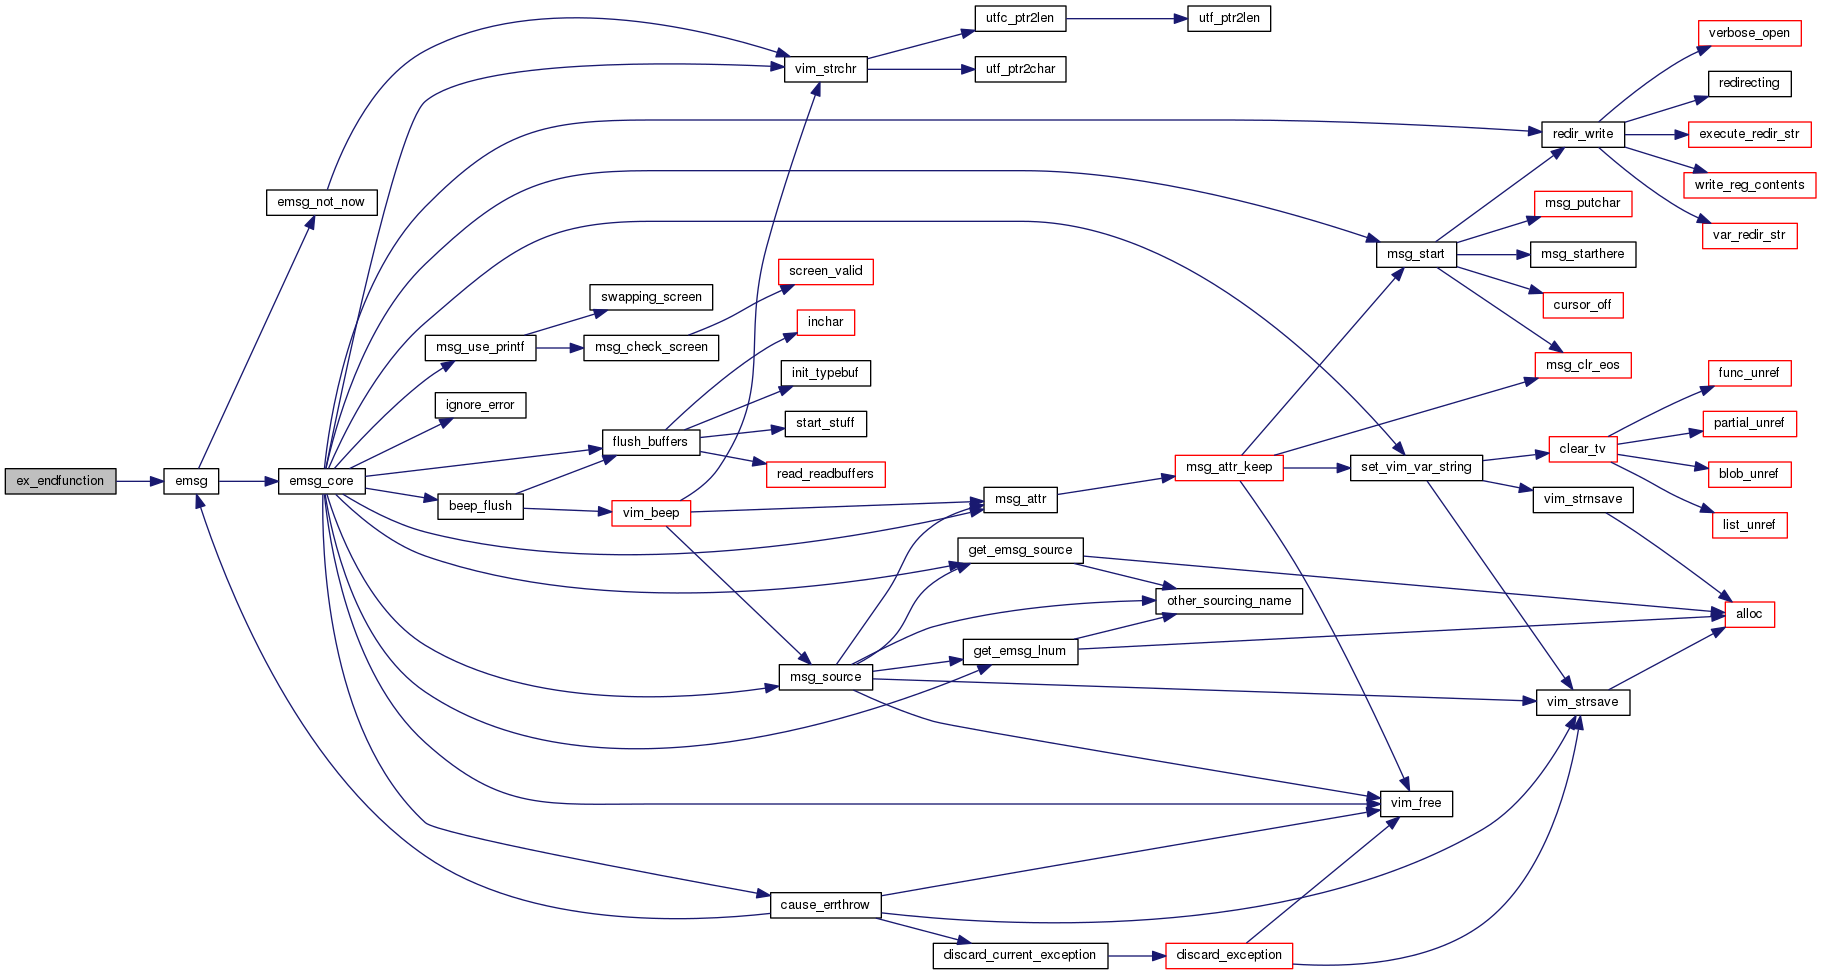 utfc_ptr2len
utf_ptr2len
verbose_open
vim_strchr
utf_ptr2char
redirecting
redir_write
execute_redir_str
write_reg_contents
emsg_not_now
msg_putchar
var_redir_str
msg_start
msg_starthere
screen_valid
swapping_screen
cursor_off
inchar
msg_use_printf
msg_check_screen
msg_clr_eos
init_typebuf
func_unref
ignore_error
start_stuff
partial_unref
flush_buffers
clear_tv
msg_attr_keep
set_vim_var_string
read_readbuffers
blob_unref
ex_endfunction
emsg
emsg_core
beep_flush
vim_beep
msg_attr
vim_strnsave
list_unref
get_emsg_source
other_sourcing_name
alloc
get_emsg_lnum
msg_source
vim_strsave
vim_free
cause_errthrow
discard_current_exception
discard_exception